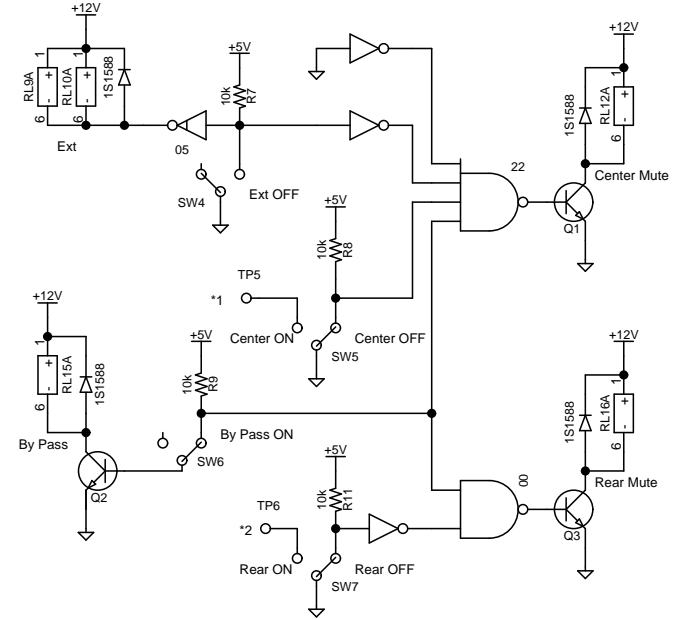 +12V
1
1
RL9A
+
-
RL10A
+
-
1S1588
6
6
Ext
+5V
10k
R7
05
SW4
Ext OFF
+12V
1
1S1588
+
-
RL12A
6
22
Center Mute
Q1
+5V
10k
R8
TP5
*1
Center ON
Center OFF
SW5
+12V
1
RL15A
+
-
1S1588
6
By Pass
Q2
+5V
10k
R9
By Pass ON
SW6
+5V
10k
R11
TP6
*2
Rear ON
Rear OFF
SW7
00
+12V
1
1S1588
+
-
RL16A
6
Rear Mute
Q3